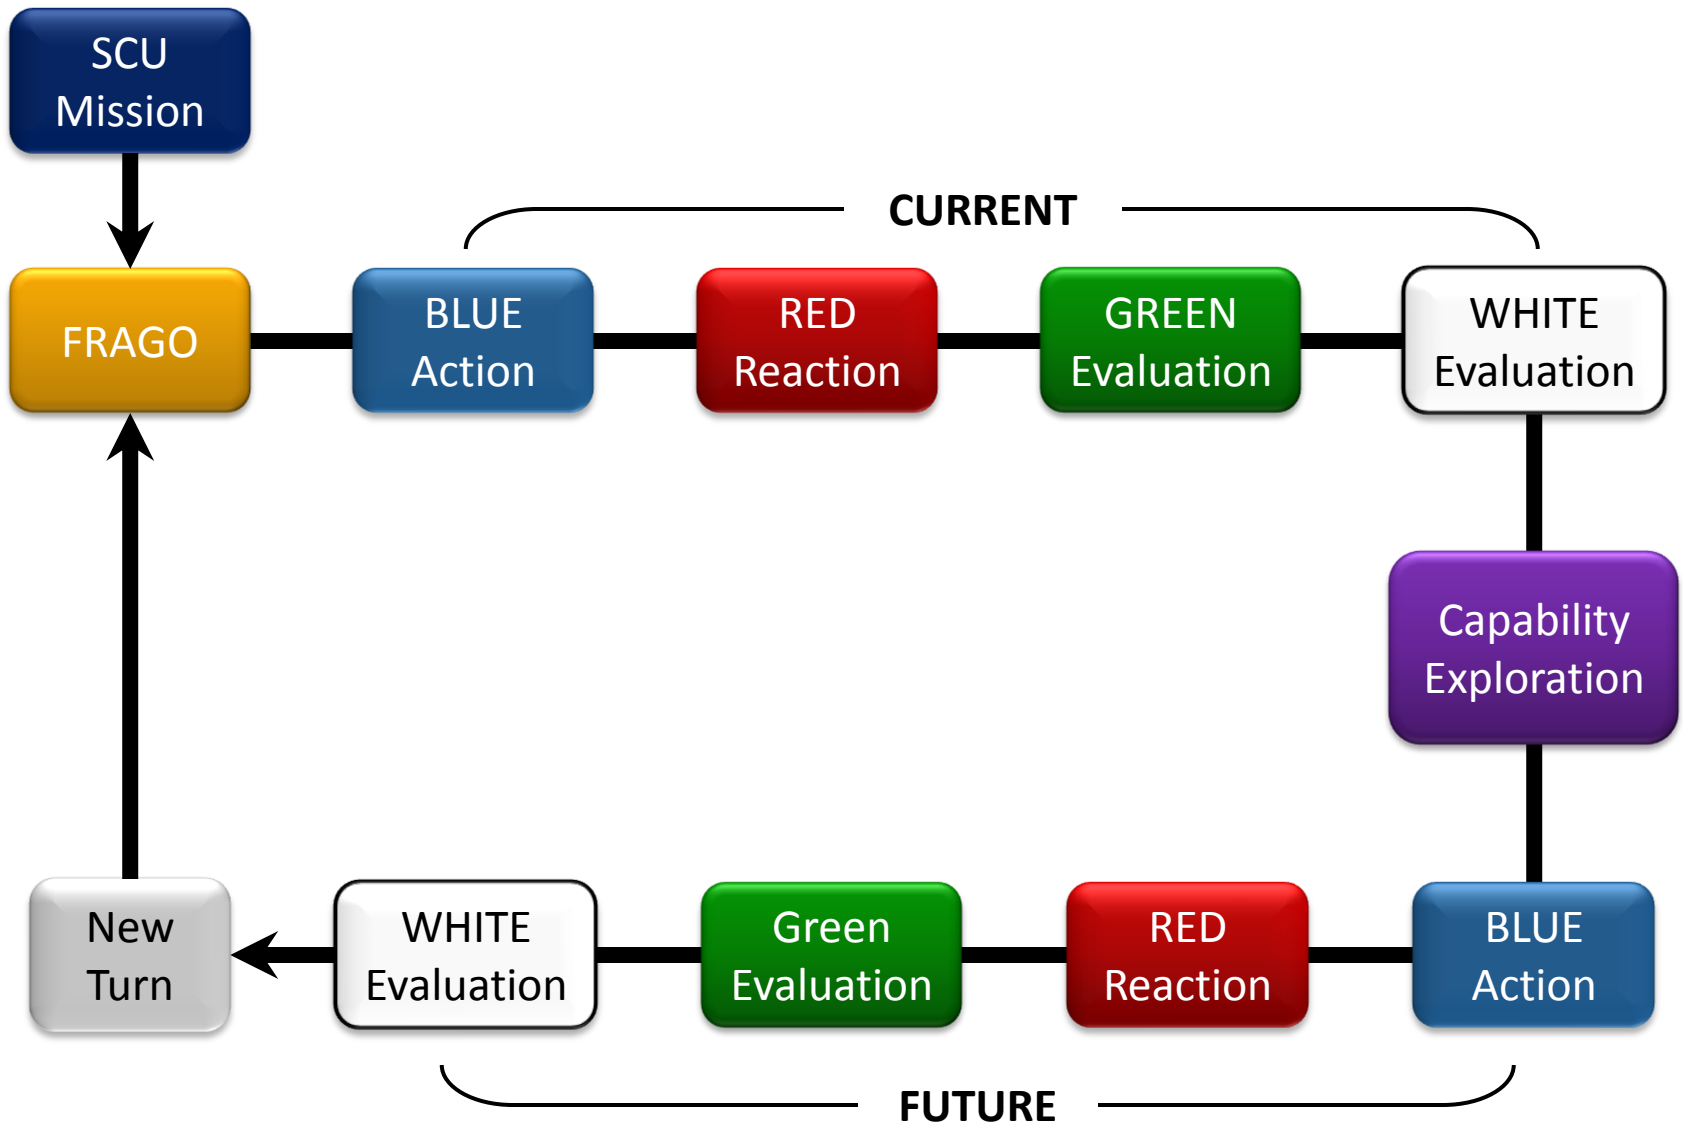 SCU
Mission
CURRENT
FRAGO
BLUE
Action
RED
Reaction
GREEN
Evaluation
WHITE
Evaluation
Capability
Exploration
New
Turn
WHITE
Evaluation
Green
Evaluation
RED
Reaction
BLUE
Action
FUTURE